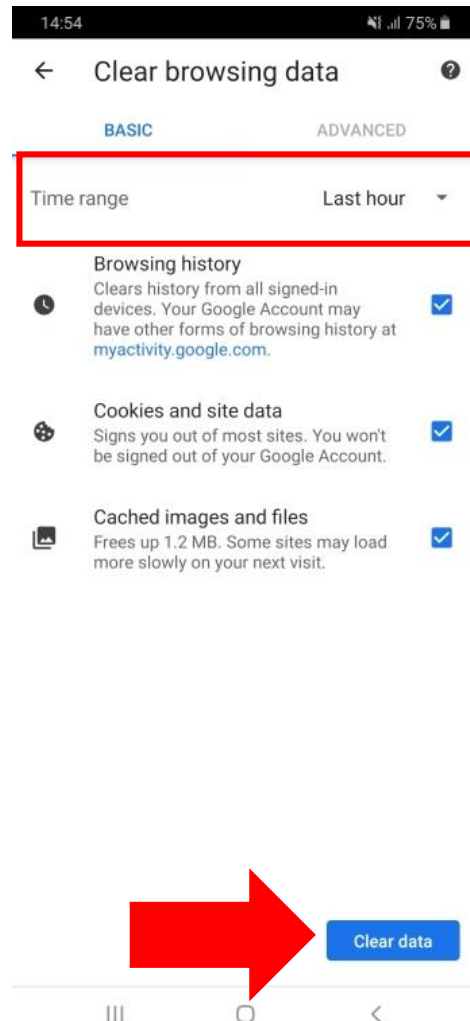 14:54 75%
Clear browsing data
BASIC ADVANCED
Time range Last hour
Browsing history
Clears history from all signed-in
devices. Your Google Account may
have other forms of browsing history at
myactivity.google.com.
Cookies and site data
Signs you out of most sites. You won't
be signed out of your Google Account.
Cached images and files
Frees up 1.2 MB. Some sites may load
more slowly on your next visit.
Clear data